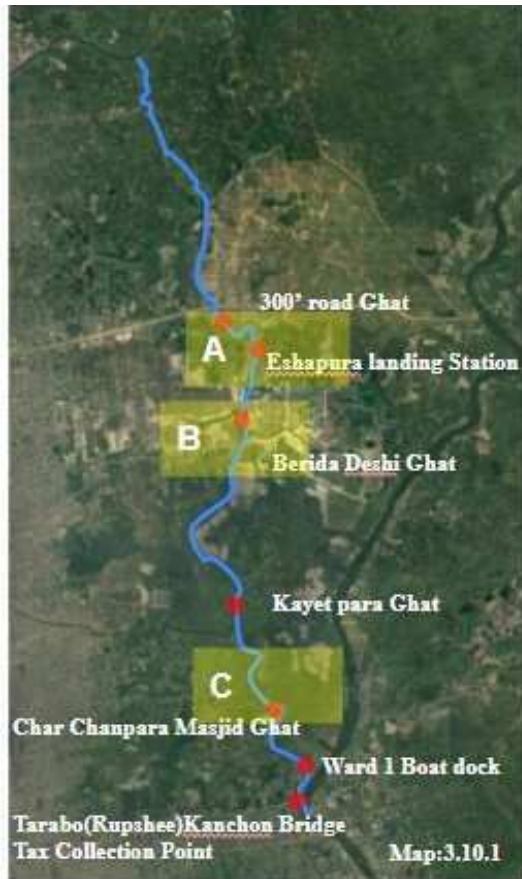 300’ road Ghat
A
Eshapura landing Station
B
Berida Deshi Ghat
Kayet para Ghat
C
Char Chanpara Masjid Ghat
Ward 1 Boat dock
Tarabo(Rupshee)Kanchon Bridge
Tax Collection Point
Map:3.10.1